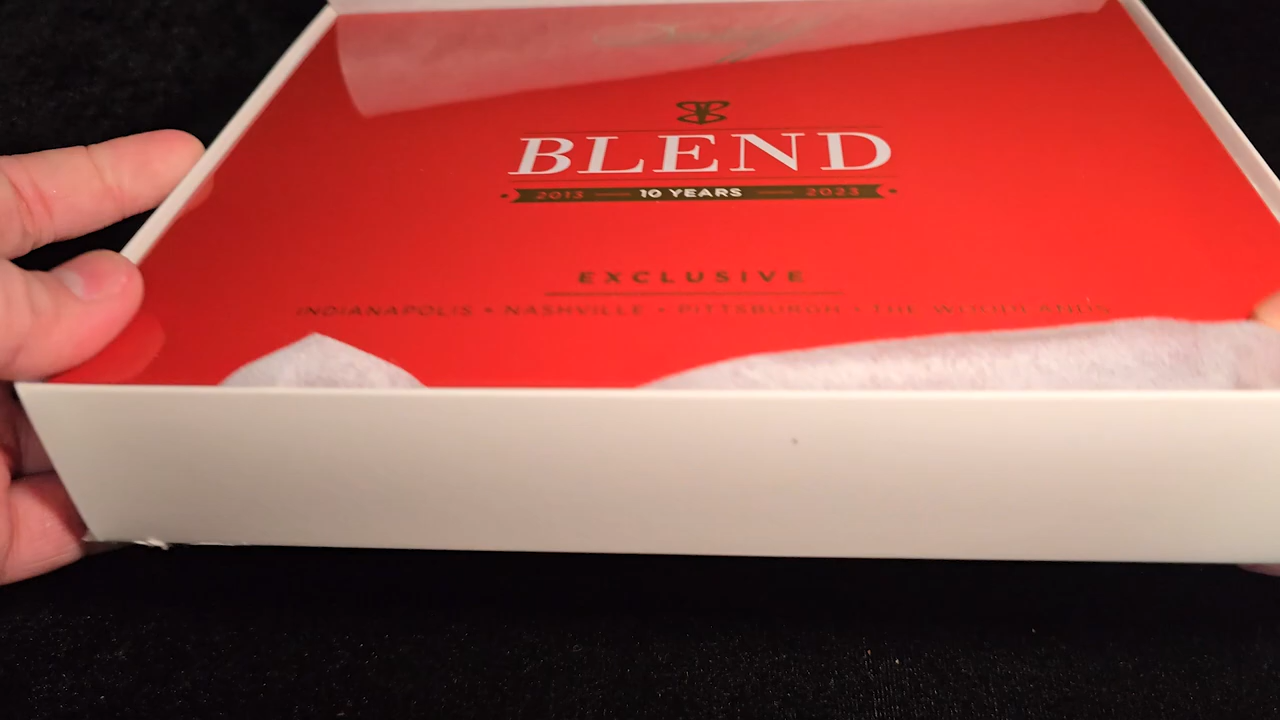 BLEND
2013 — 10 YEARS — 2023
EXCLUSIVE
INDIANAPOLIS • NASHVILLE • PITTSBURGH • THE WOODLANDS